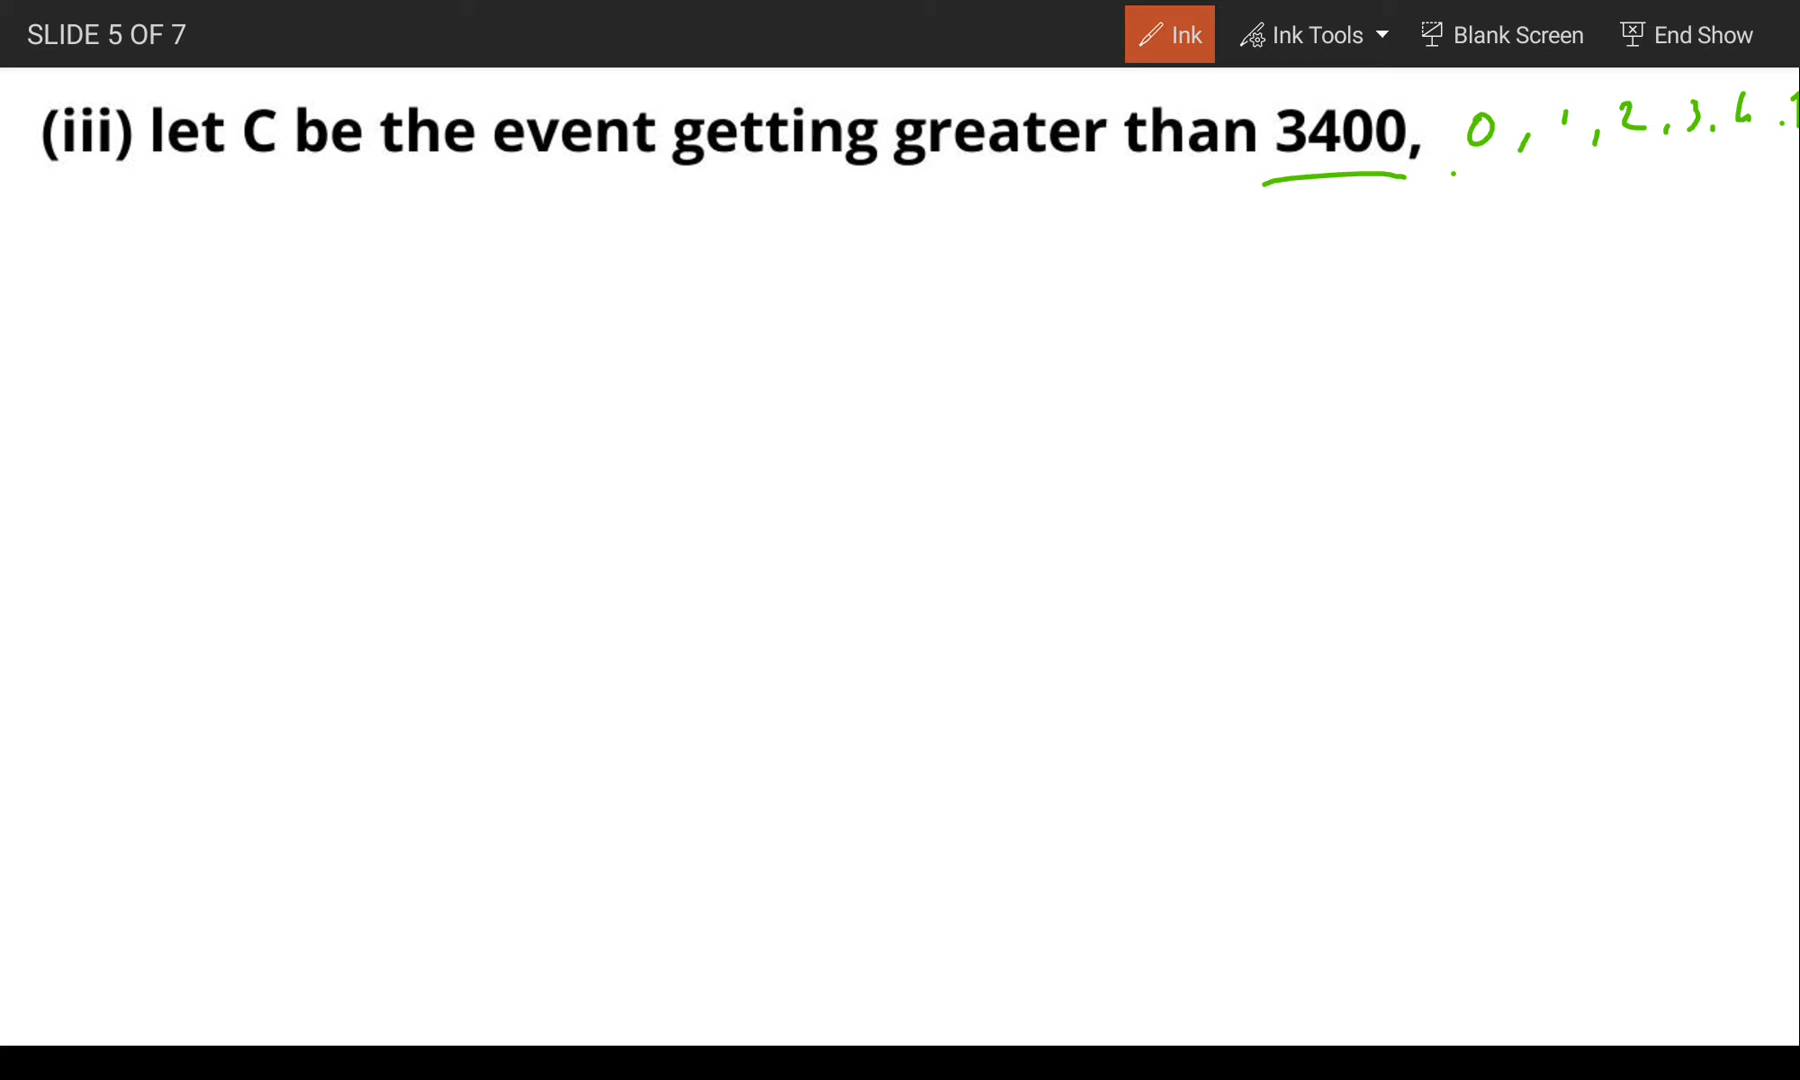 SLIDE 5 OF 7 Ink Ink Tools Blank Screen End Show
(iii) let C be the event getting greater than 3400, 0, 1, 2, 3, 4